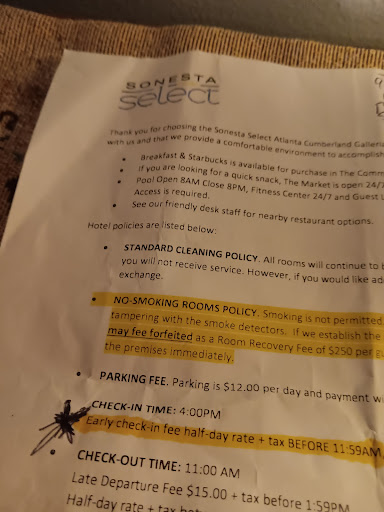 SONESTA
select
Thank you for choosing the Sonesta Select Atlanta Cumberland Galleria
with us and that we provide a comfortable environment to accomplish
• Breakfast & Starbucks is available for purchase in The Comm
• If you are looking for a quick snack, The Market is open 24/7
• Pool Open 8AM Close 8PM, Fitness Center 24/7 and Guest L
Access is required.
• See our friendly desk staff for nearby restaurant options.
Hotel policies are listed below:
• STANDARD CLEANING POLICY. All rooms will continue to b
you will not receive service. However, if you would like ad
exchange.
• NO-SMOKING ROOMS POLICY. Smoking is not permitted
tampering with the smoke detectors. If we establish the
may fee forfeited as a Room Recovery Fee of $250 per g
the premises immediately.
• PARKING FEE. Parking is $12.00 per day and payment w
CHECK-IN TIME: 4:00PM
Early check-in fee half-day rate + tax BEFORE 11:59AM
• CHECK-OUT TIME: 11:00 AM
Late Departure Fee $15.00 + tax before 1:59PM
Half-day rate + tax